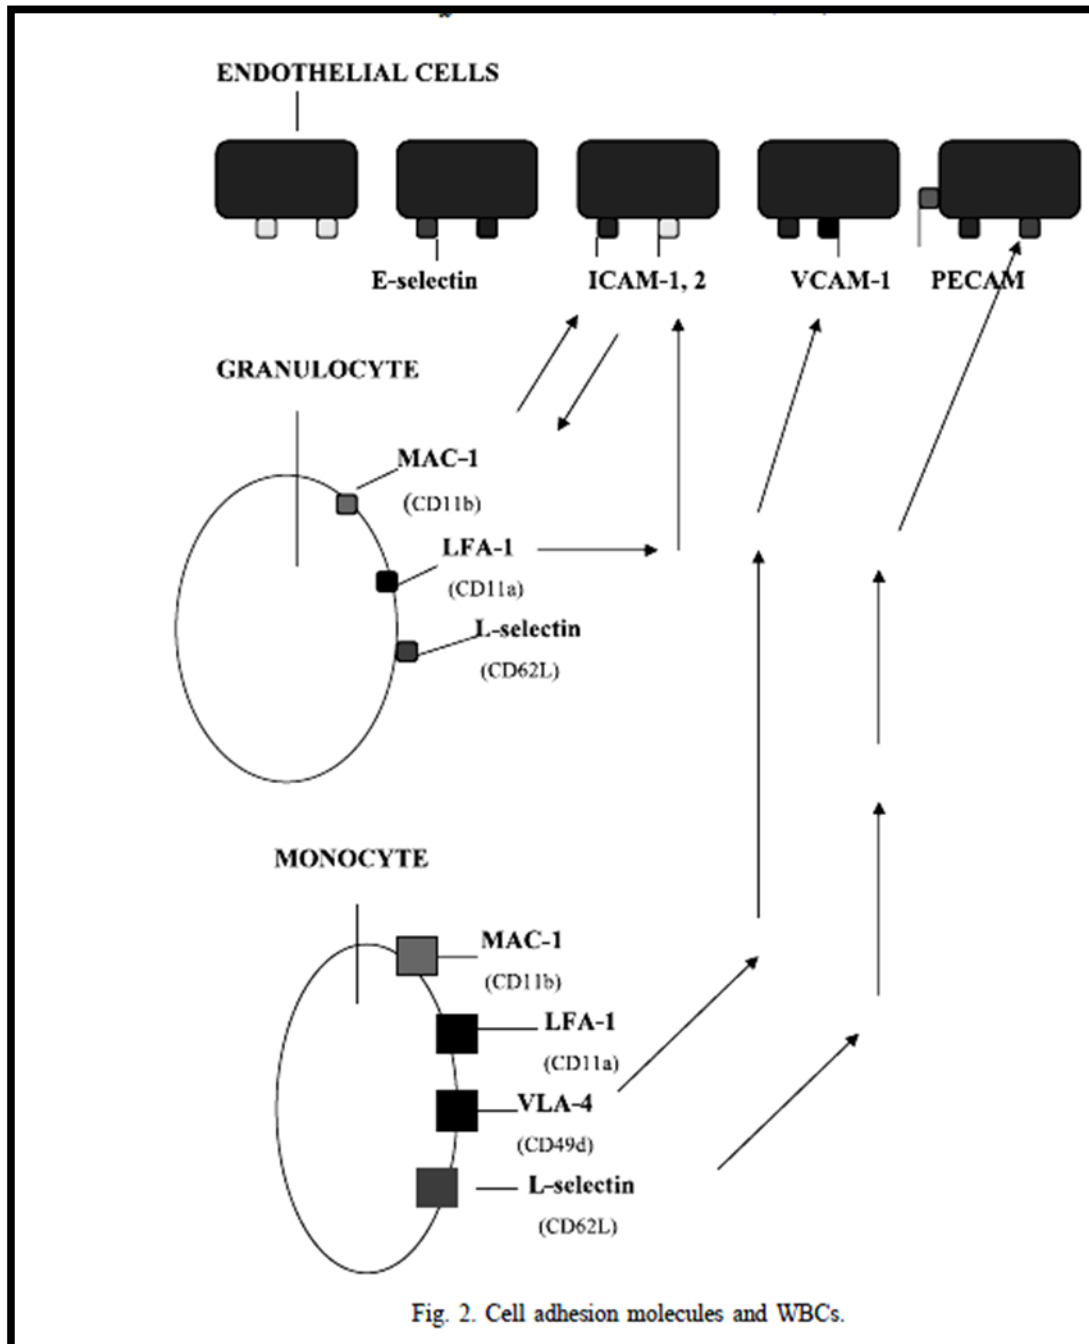 ENDOTHELIAL CELLS
E-selectin
ICAM-1, 2
VCAM-1
PECAM
GRANULOCYTE
MAC-1
(CD11b)
LFA-1
(CD11a)
L-selectin
(CD62L)
MONOCYTE
MAC-1
(CD11b)
LFA-1
(CD11a)
VLA-4
(CD49d)
L-selectin
(CD62L)
Fig. 2. Cell adhesion molecules and WBCs.